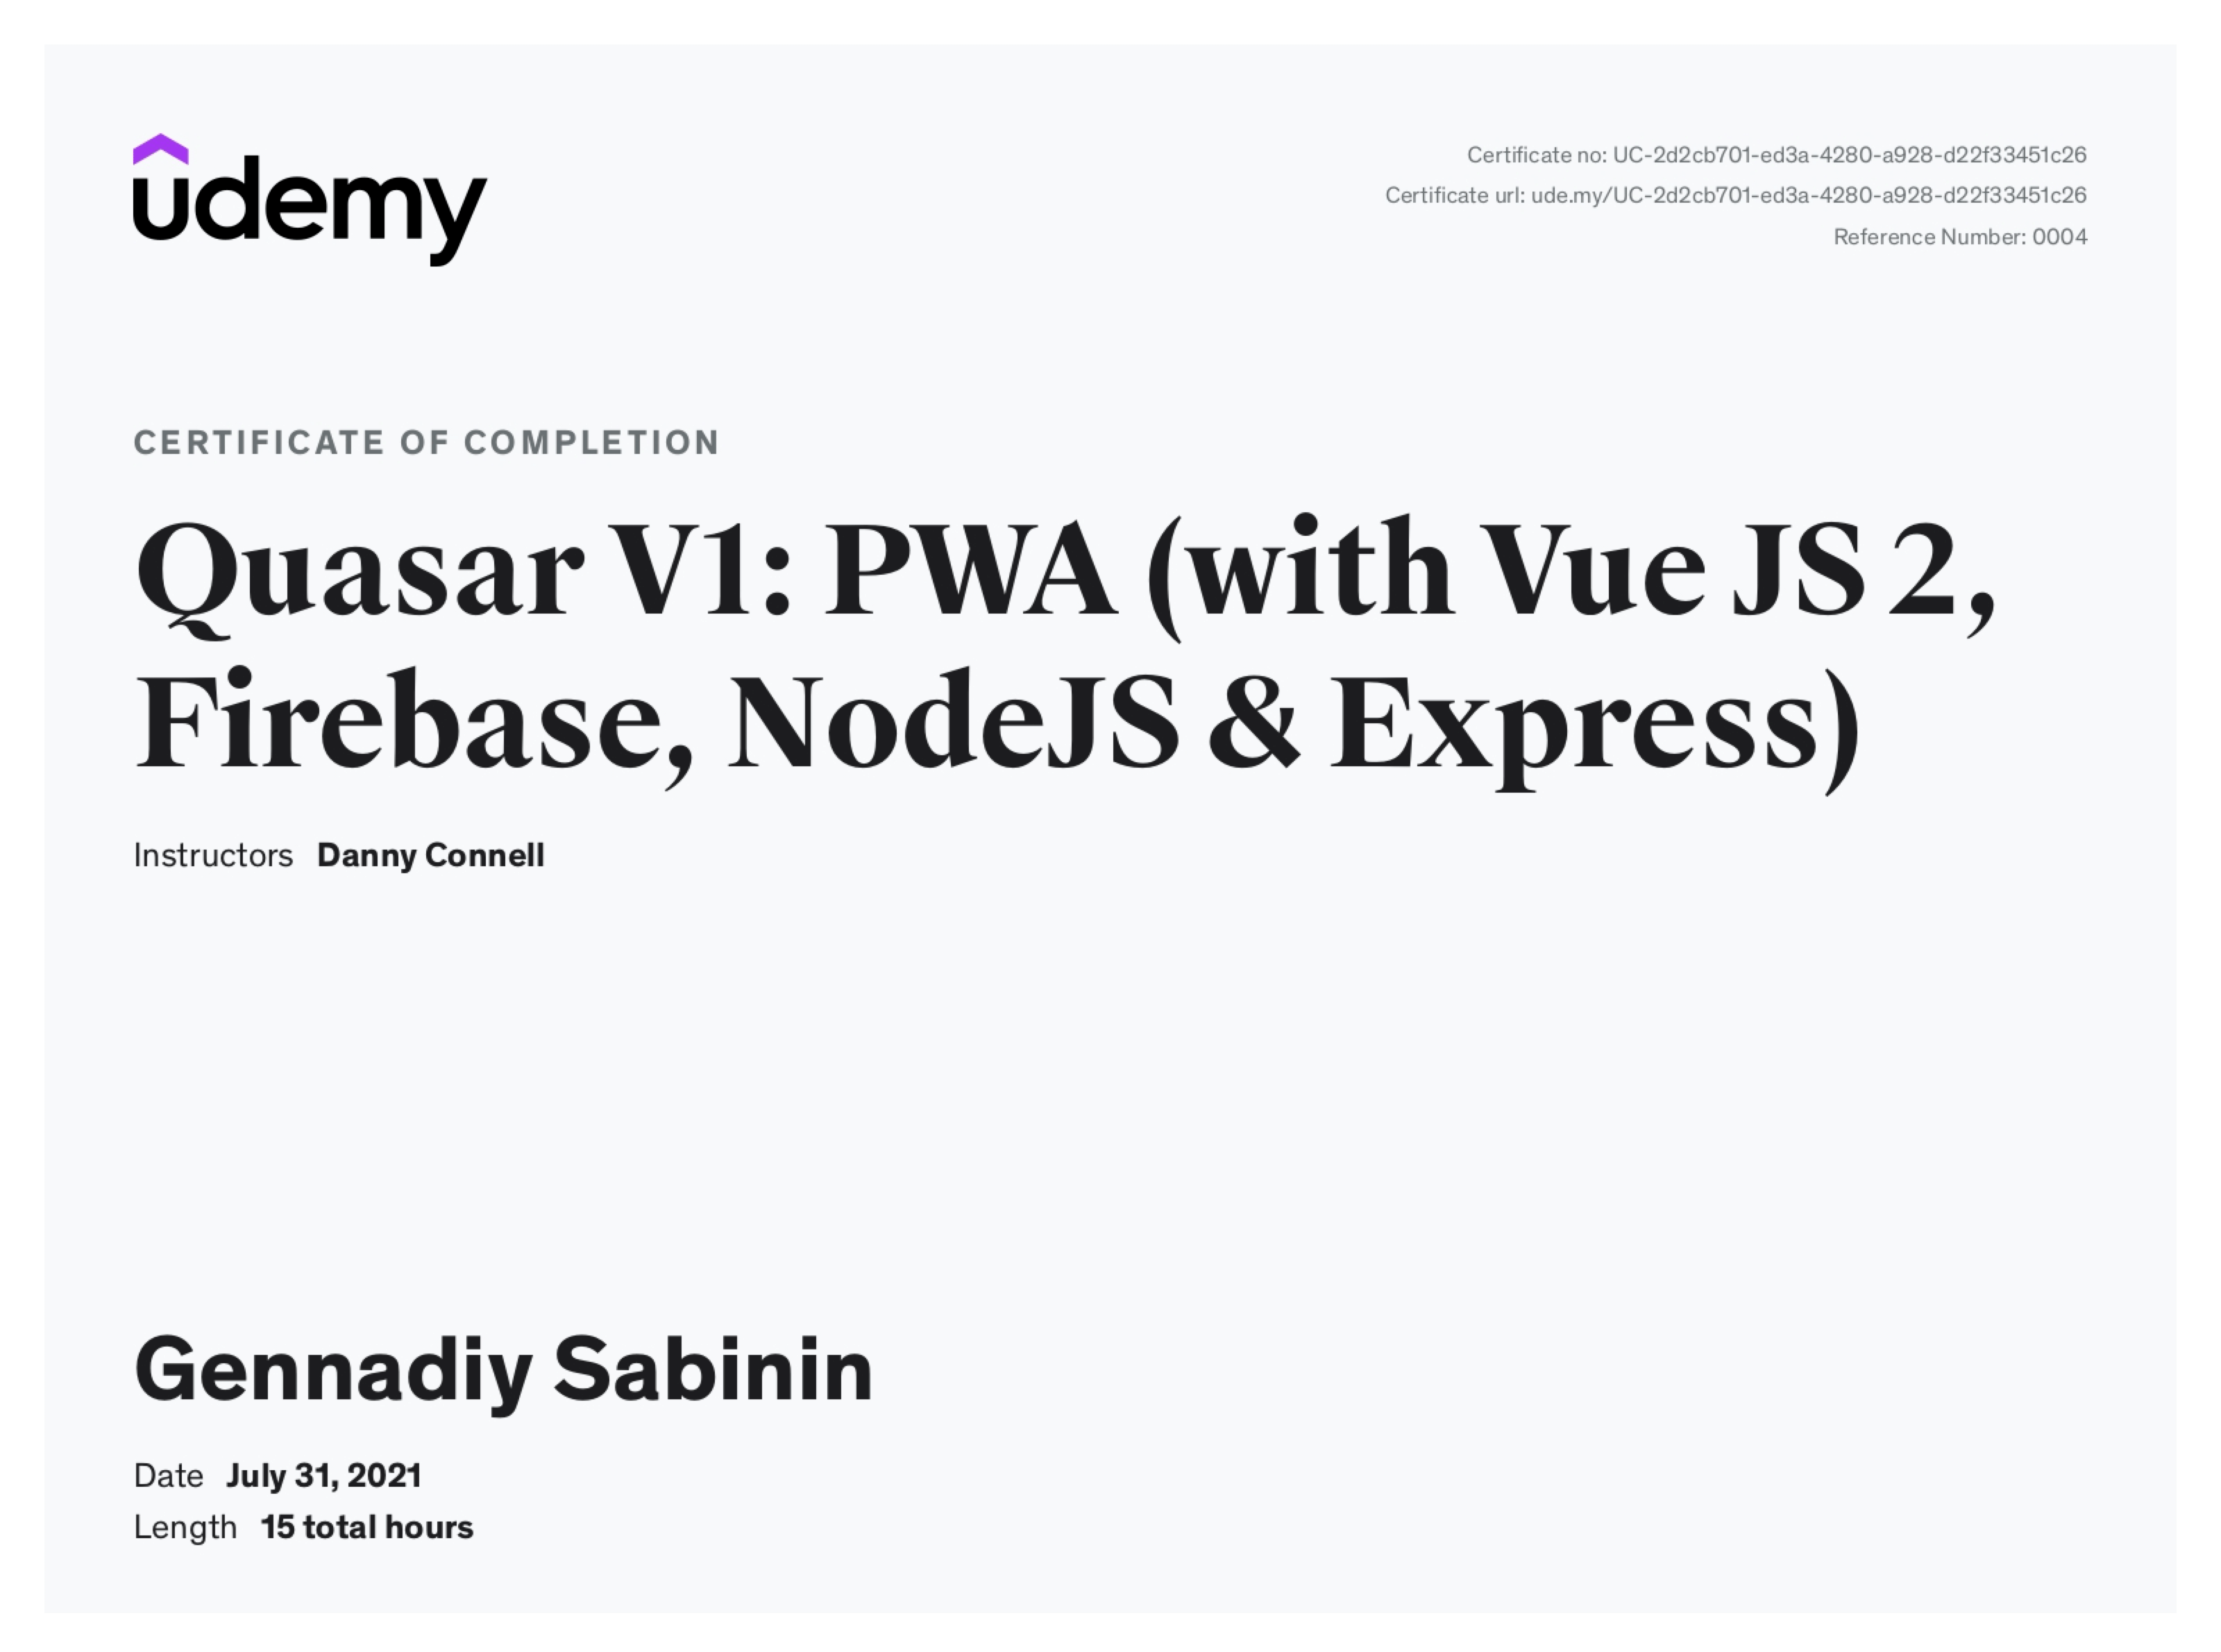 udemy
Certificate no: UC-2d2cb701-ed3a-4280-a928-d22f33451c26
Certificate url: ude.my/UC-2d2cb701-ed3a-4280-a928-d22f33451c26
Reference Number: 0004
CERTIFICATE OF COMPLETION
Quasar V1: PWA (with Vue JS 2,
Firebase, NodeJS & Express)
Instructors Danny Connell
Gennadiy Sabinin
Date July 31, 2021
Length 15 total hours